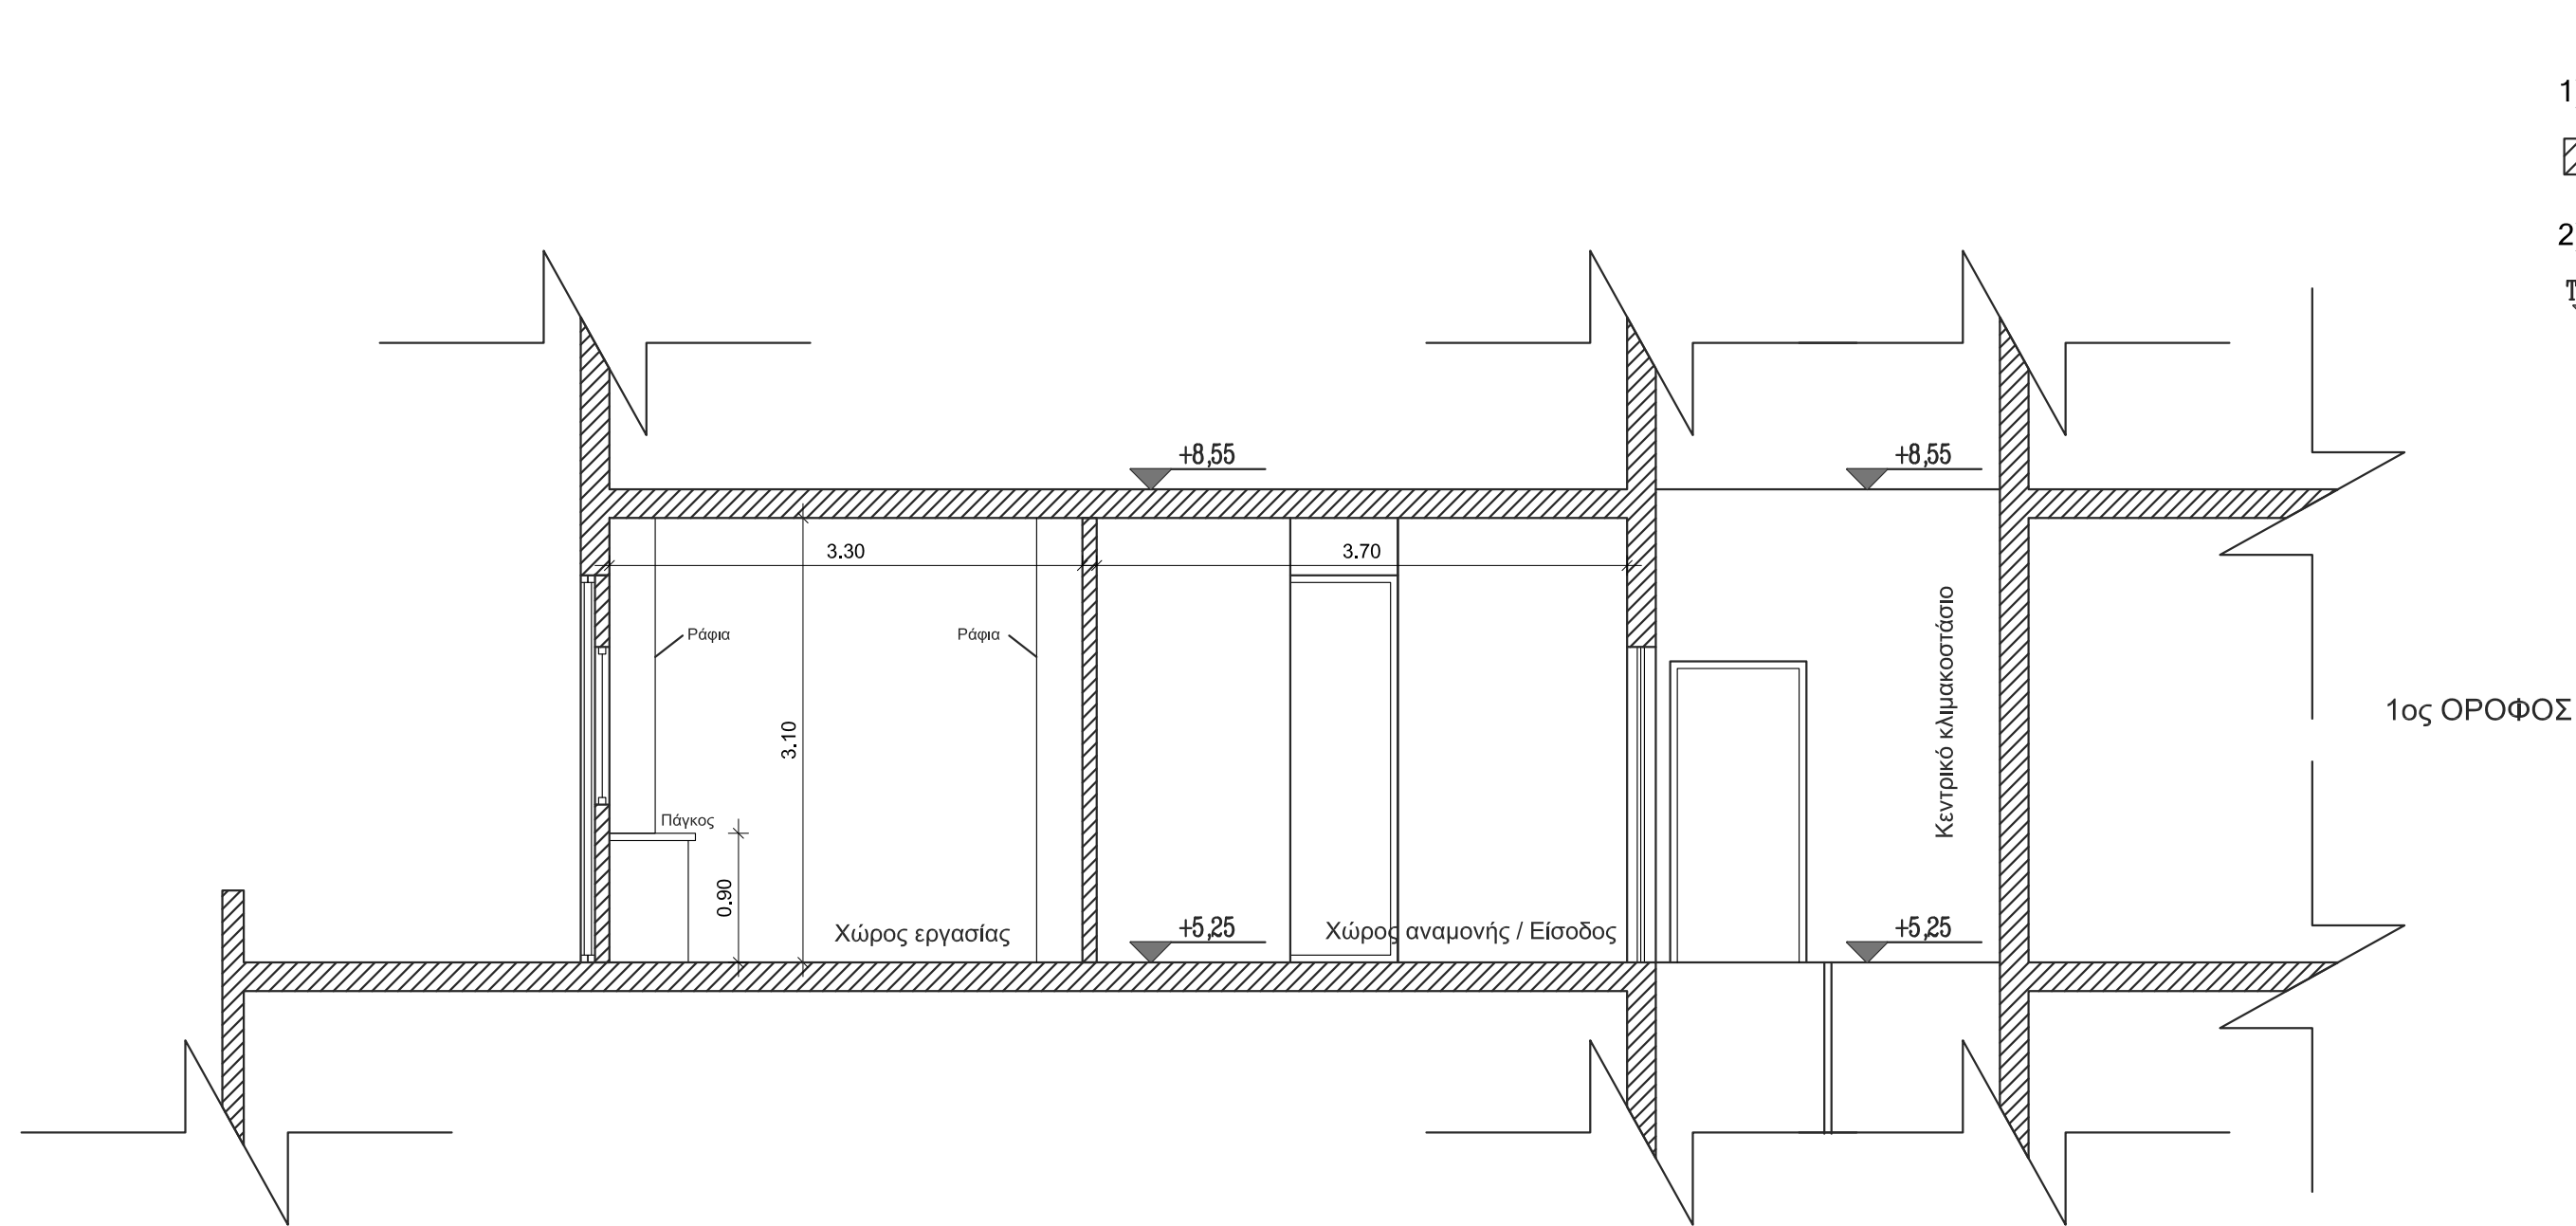 1
2
T
+8,55
+8,55
3.30
3.70
Ράφια
Ράφια
Κεντρικό κλιμακοστάσιο
1ος ΟΡΟΦΟΣ
3.10
Πάγκος
0.90
Χώρος εργασίας
+5,25
Χώρος αναμονής / Είσοδος
+5,25